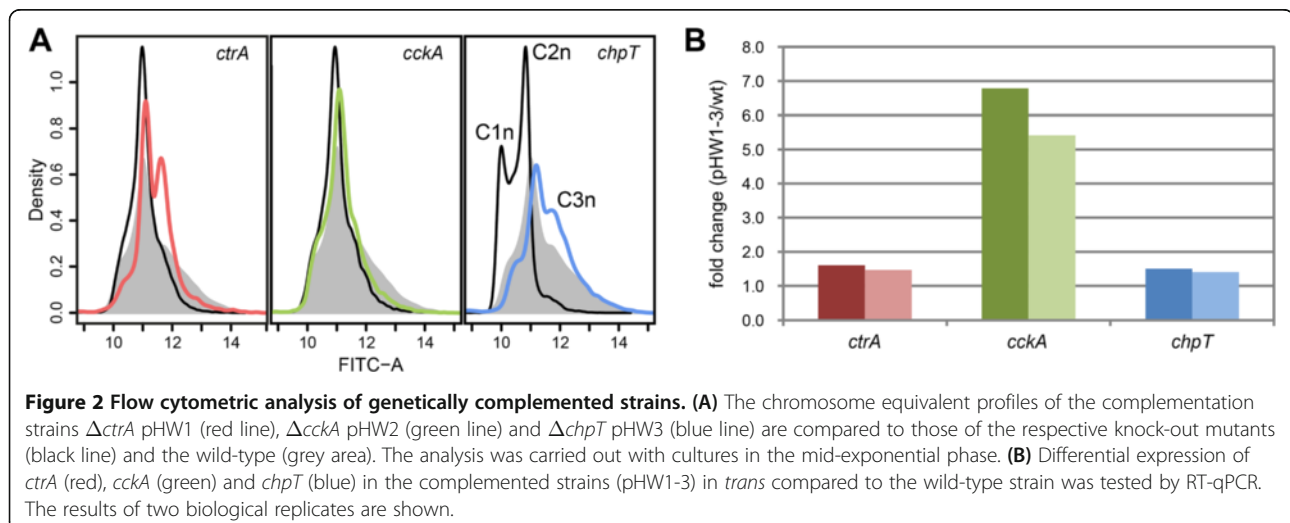 A
ctrA
cckA
chpT
C2n
C1n
C3n
Density
0.0 0.2 0.4 0.6 0.8 1.0
10 12 14 10 12 14 10 12 14
FITC-A
B
fold change (pHW1-3/wt)
8.0
7.0
6.0
5.0
4.0
3.0
2.0
1.0
0.0
ctrA cckA chpT
Figure 2 Flow cytometric analysis of genetically complemented strains. (A) The chromosome equivalent profiles of the complementation
strains ΔctrA pHW1 (red line), ΔcckA pHW2 (green line) and ΔchpT pHW3 (blue line) are compared to those of the respective knock-out mutants
(black line) and the wild-type (grey area). The analysis was carried out with cultures in the mid-exponential phase. (B) Differential expression of
ctrA (red), cckA (green) and chpT (blue) in the complemented strains (pHW1-3) in trans compared to the wild-type strain was tested by RT-qPCR.
The results of two biological replicates are shown.